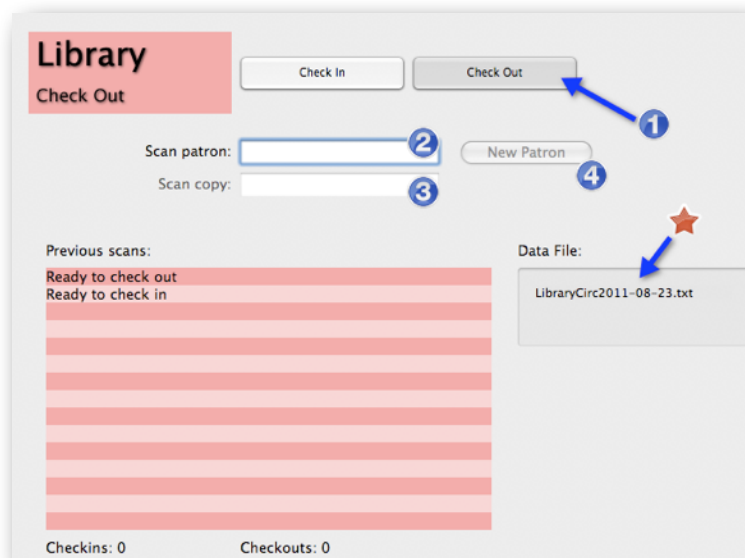 Library
Check Out
Check In
Check Out
1
Scan patron:
2
New Patron
Scan copy:
3
4
Previous scans:
Data File:
Ready to check out
Ready to check in
LibraryCirc2011-08-23.txt
Checkins: 0
Checkouts: 0